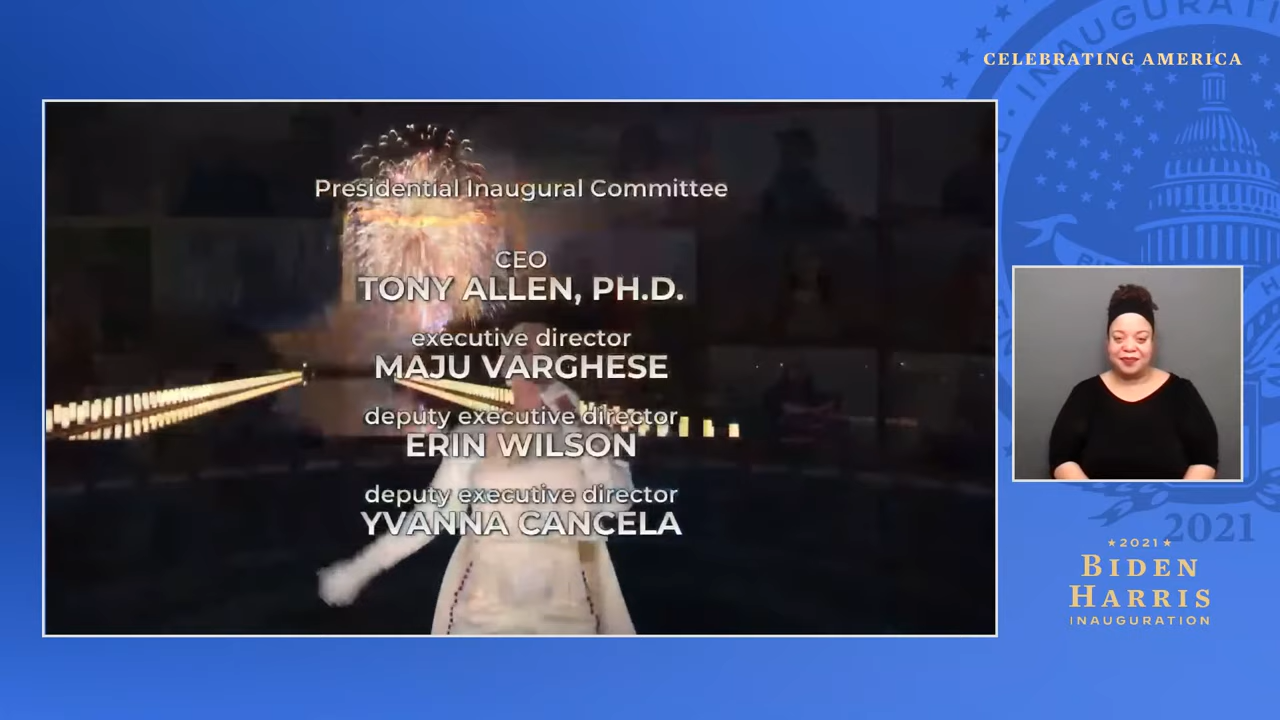 CELEBRATING AMERICA
Presidential Inaugural Committee
CEO
TONY ALLEN, PH.D.
executive director
MAJU VARGHESE
deputy executive director
ERIN WILSON
deputy executive director
YVANNA CANCELA
INAUGURATI
2021
★2021★
BIDEN
HARRIS
INAUGURATION